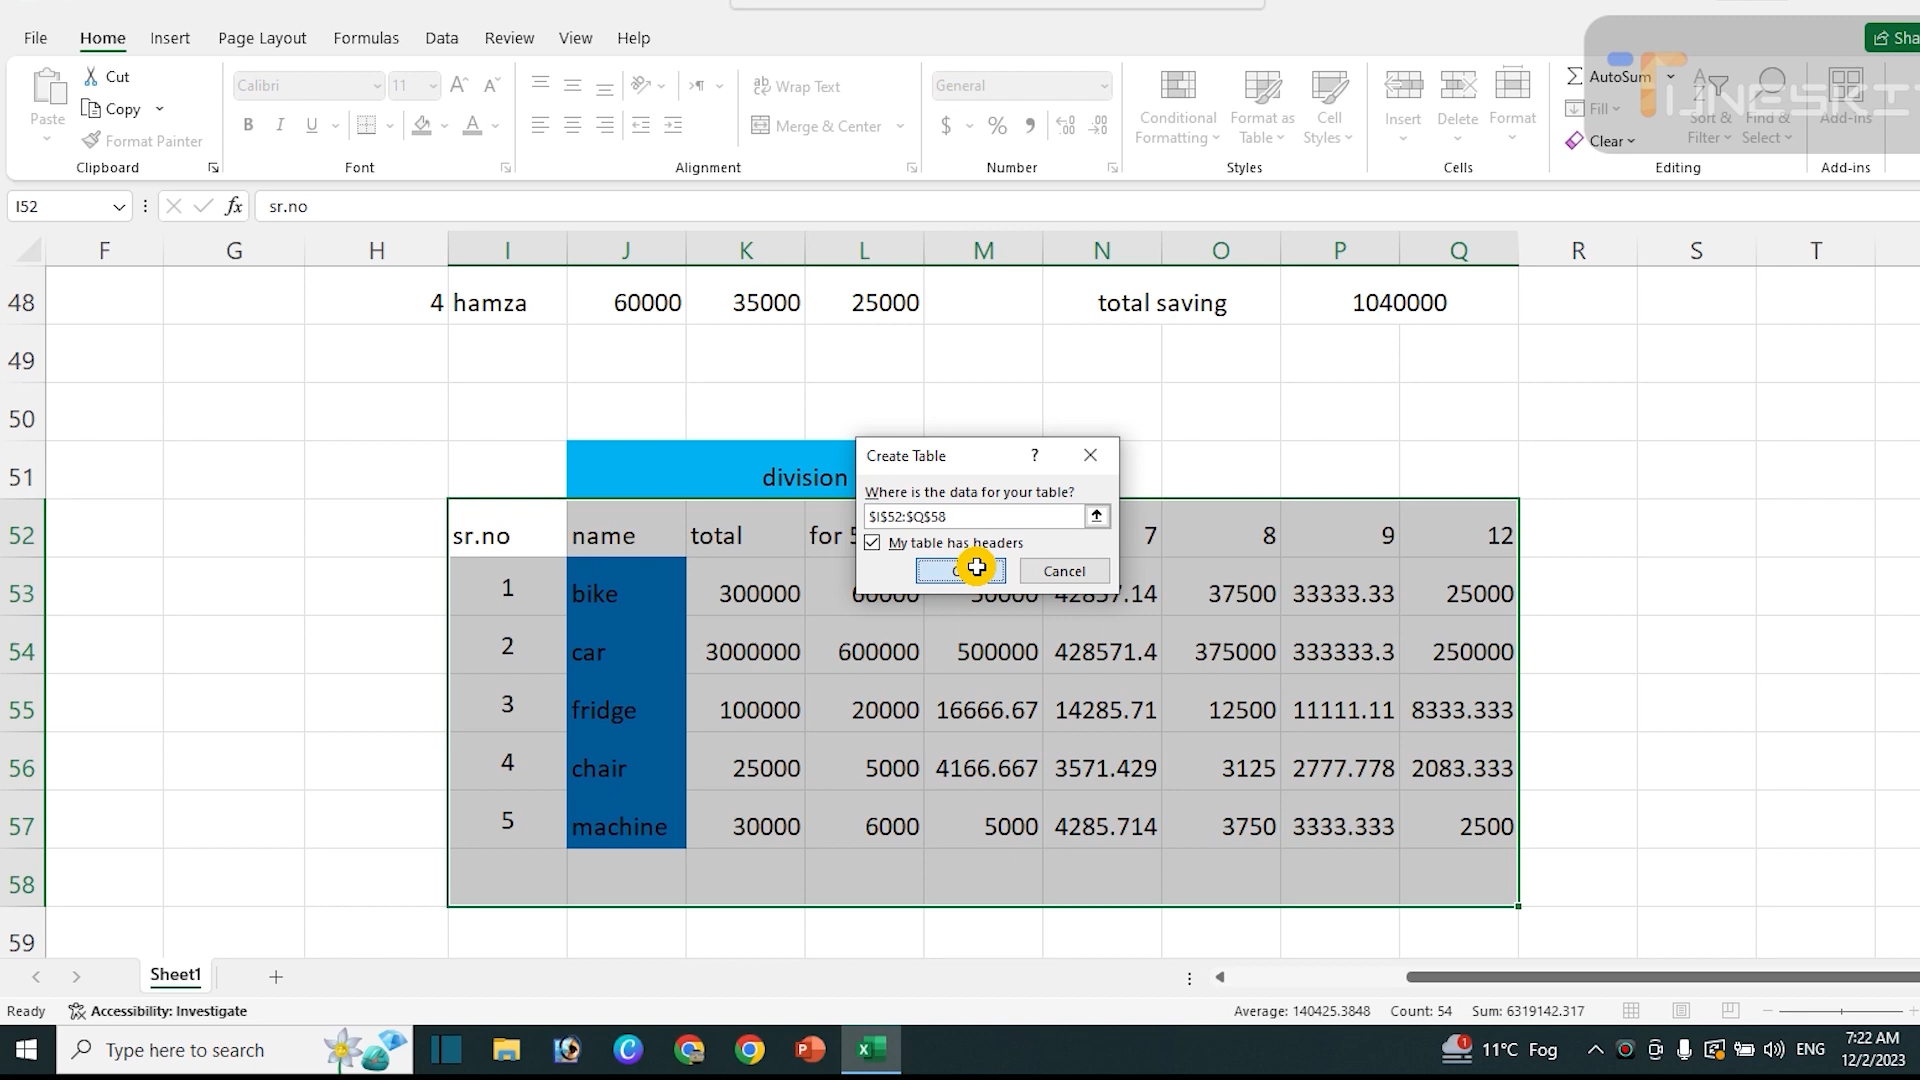 File Home Insert Page Layout Formulas Data Review View Help
Sha
Cut
Copy
Format Painter
Paste
Clipboard
Calibri 11
B I U A
Font
Wrap Text
Merge & Center
Alignment
General
$ %
Number
Conditional Formatting
Format as Table
Cell Styles
Styles
Insert Delete Format
Cells
AutoSum
Fill
Clear
Sort & Filter
Find & Select
Editing
Add-ins
Add-ins
I52 fx sr.no
F G H I J K L M N O P Q R S T
48 4 hamza 60000 35000 25000 total saving 1040000
49
50
51 division
Create Table ?
Where is the data for your table?
$I$52:$Q$58
My table has headers
Cancel
52 sr.no name total for 7 8 9 12
53 1 bike 300000 37500 33333.33 25000
54 2 car 3000000 600000 500000 428571.4 375000 333333.3 250000
55 3 fridge 100000 20000 16666.67 14285.71 12500 11111.11 8333.333
56 4 chair 25000 5000 4166.667 3571.429 3125 2777.778 2083.333
57 5 machine 30000 6000 5000 4285.714 3750 3333.333 2500
58
59
Sheet1
Ready Accessibility: Investigate Average: 140425.3848 Count: 54 Sum: 6319142.317
Type here to search 1 11°C Fog ENG
7:22 AM
12/2/2023